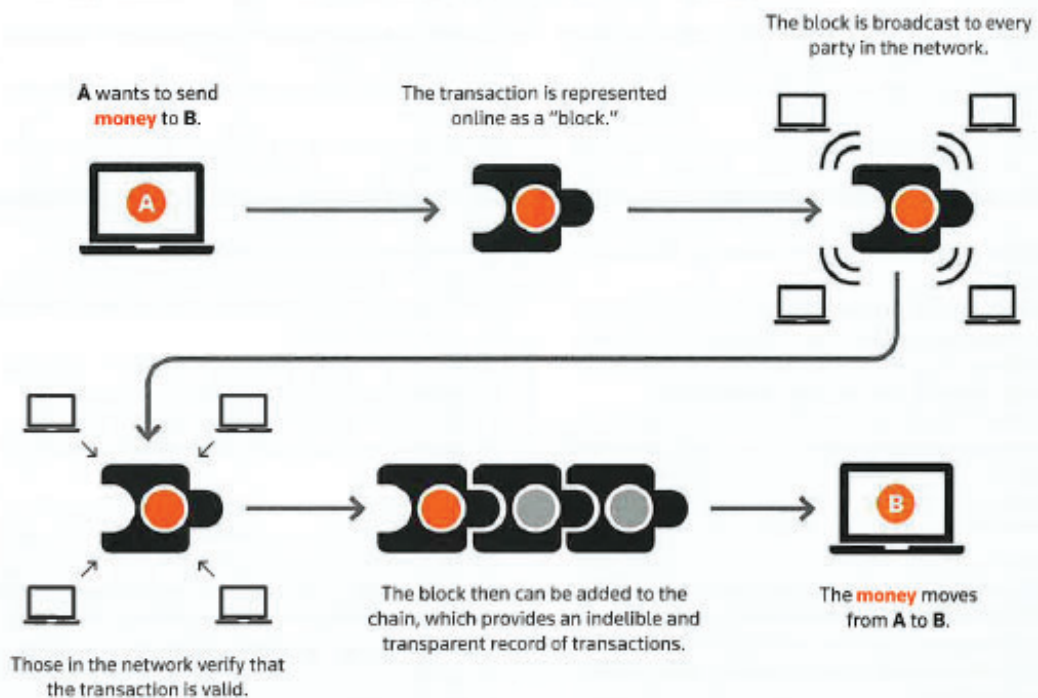 A wants to send
money to B.
A
The transaction is represented
online as a "block."
The block is broadcast to every
party in the network.
Those in the network verify that
the transaction is valid.
The block then can be added to the
chain, which provides an indelible and
transparent record of transactions.
B
The money moves
from A to B.